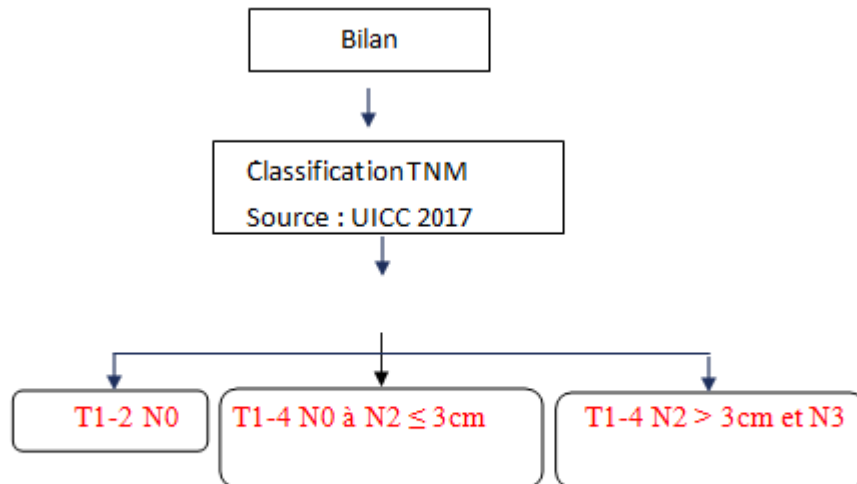 Bilan
Classification TNM
Source : UICC 2017
T1-2 N0
T1-4 N0 à N2 ≤ 3cm
T1-4 N2 > 3cm et N3